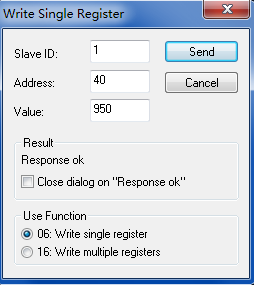 Write Single Register
Slave ID: 1
Send
Address: 40
Cancel
Value: 950
Result
Response ok
Close dialog on "Response ok"
Use Function
06: Write single register
16: Write multiple registers